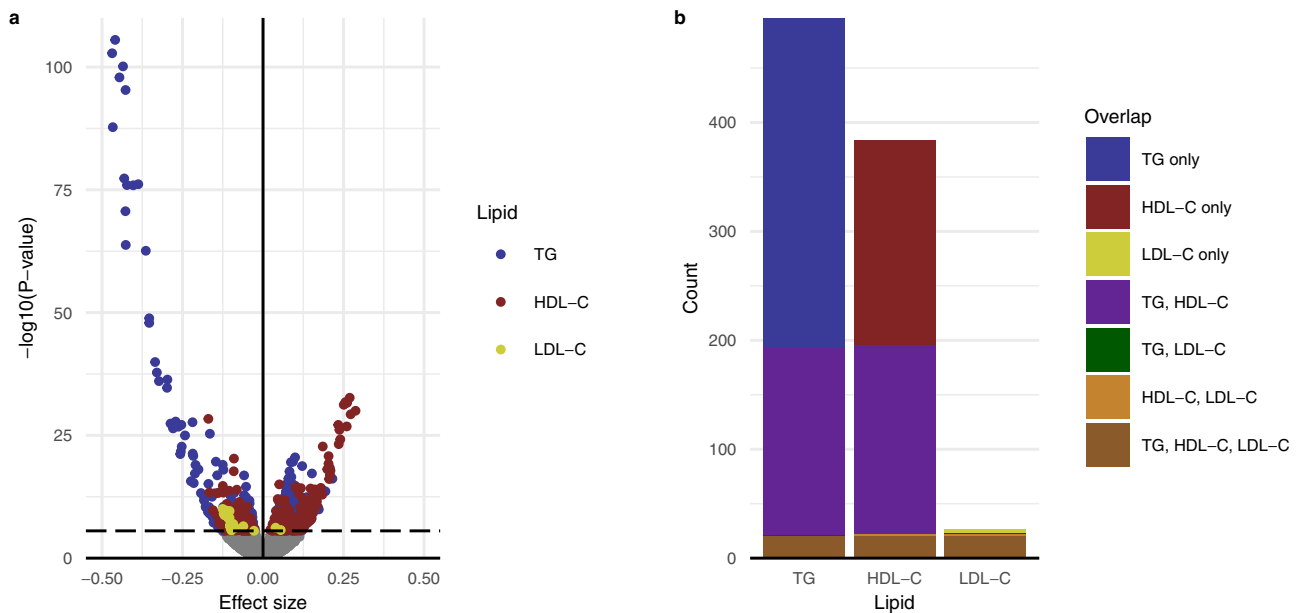 a
−log10(P−value)
100
75
50
25
0
−0.50 −0.25 0.00 0.25 0.50
Effect size
Lipid
TG
HDL−C
LDL−C
b
Count
400
300
200
100
0
TG HDL−C LDL−C
Lipid
Overlap
TG only
HDL−C only
LDL−C only
TG, HDL−C
TG, LDL−C
HDL−C, LDL−C
TG, HDL−C, LDL−C